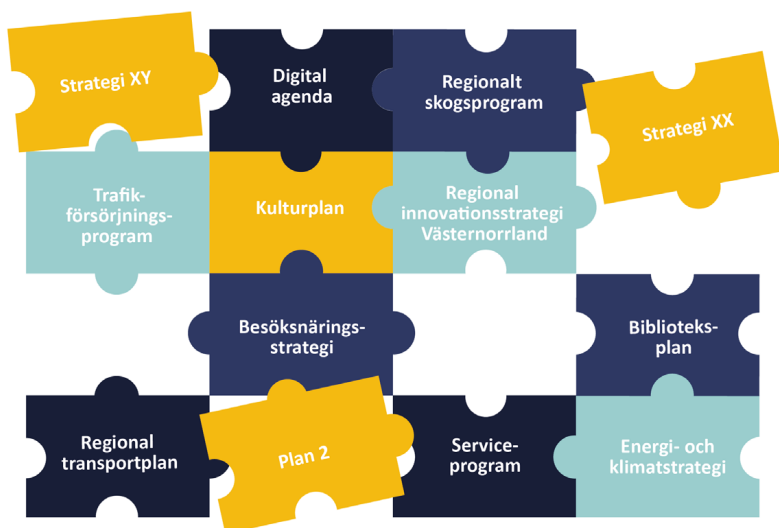 Strategi XY
Digital
agenda
Regionalt
skogsprogram
Strategi XX
Trafik-
försörjnings-
program
Kulturplan
Regional
innovationsstrategi
Västernorrland
Besöksnärings-
strategi
Biblioteks-
plan
Regional
transportplan
Plan 2
Service-
program
Energi- och
klimatstrategi